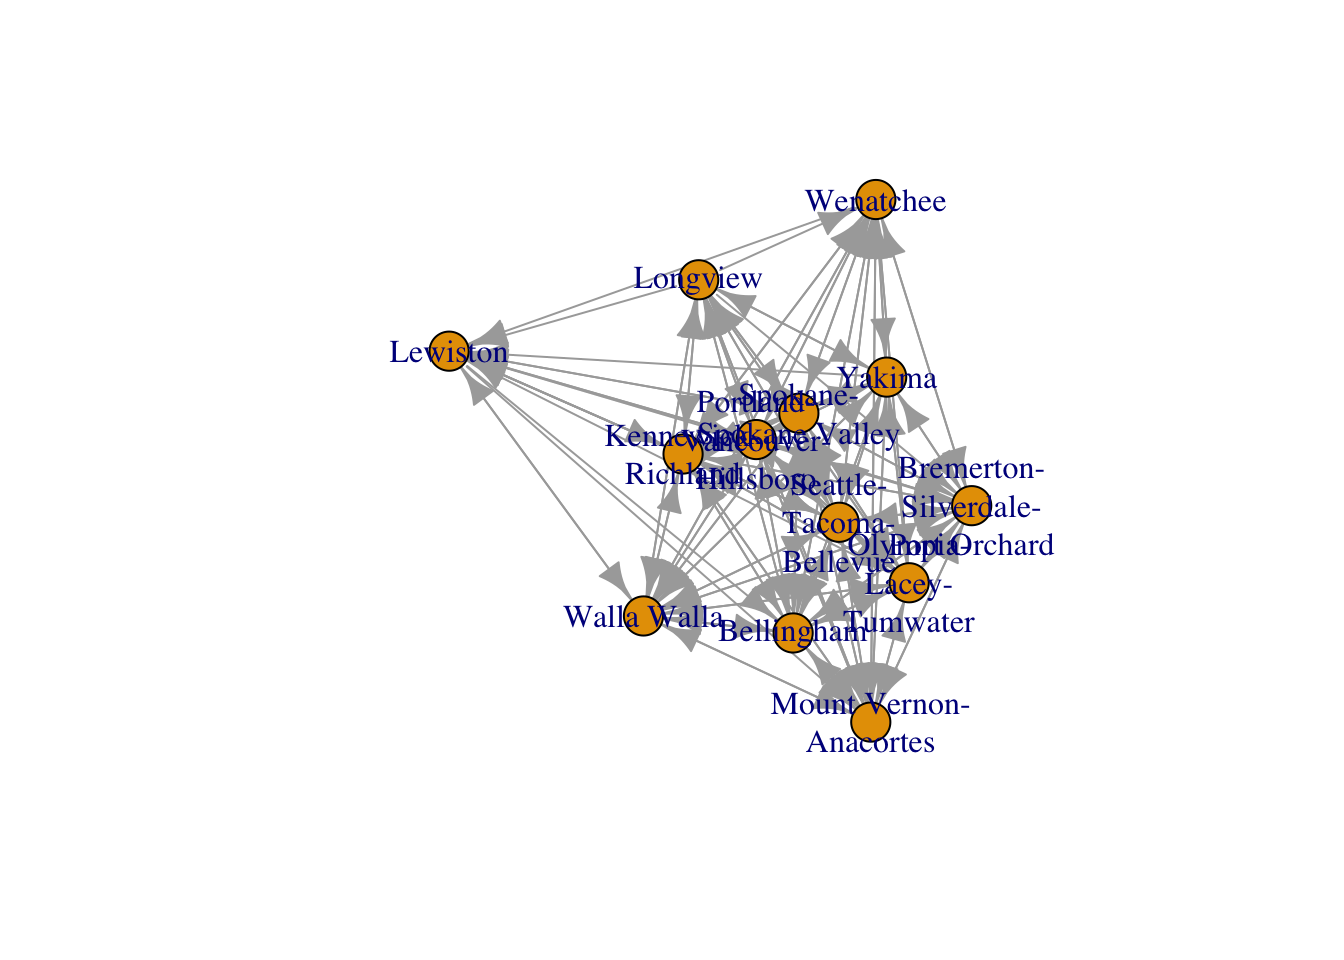 Wenatchee
Longview
Lewiston
Yakima
Spokane-
Spokane Valley
Portland-
Vancouver-
Hillsboro
Kennewick-
Richland
Bremerton-
Silverdale-
Port Orchard
Seattle-
Tacoma-
Bellevue
Olympia-
Lacey-
Tumwater
Walla Walla
Bellingham
Mount Vernon-
Anacortes